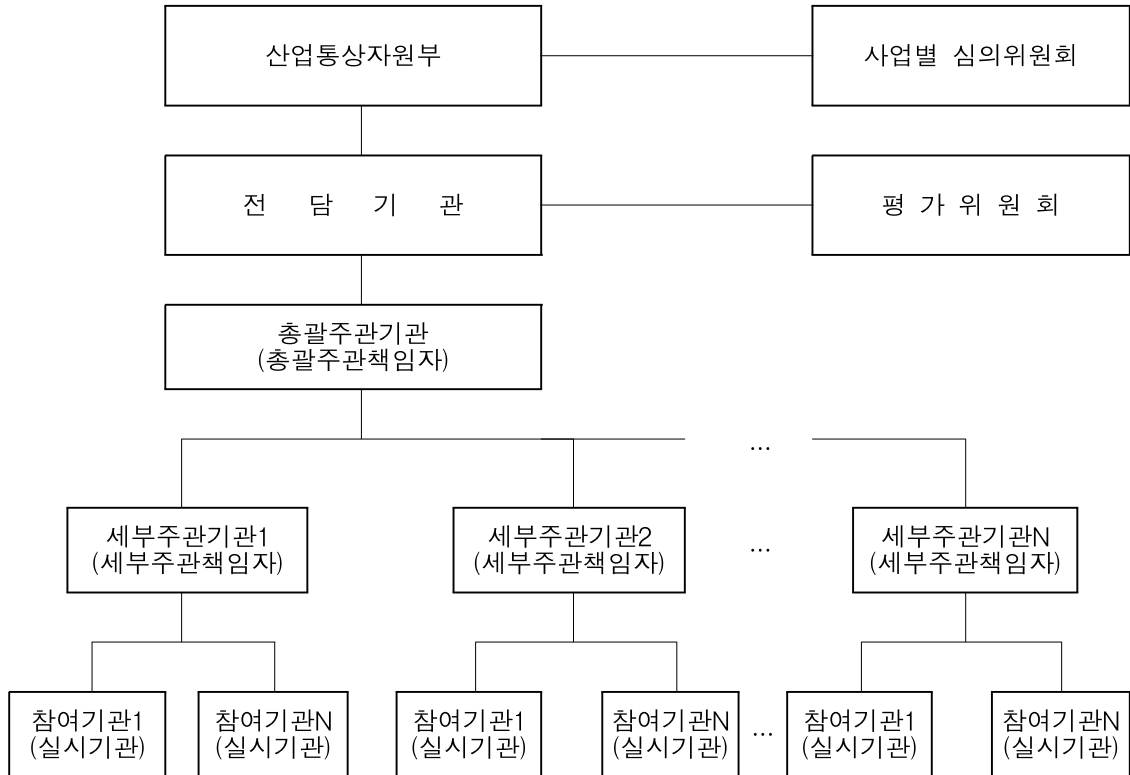 산업통상자원부
사업별 심의위원회
전 담 기 관
평 가 위 원 회
총괄주관기관
(총괄주관책임자)
...
세부주관기관1
(세부주관책임자)
세부주관기관2
(세부주관책임자)
...
세부주관기관N
(세부주관책임자)
참여기관1
(실시기관)
참여기관N
(실시기관)
참여기관1
(실시기관)
참여기관N
(실시기관)
...
참여기관1
(실시기관)
참여기관N
(실시기관)